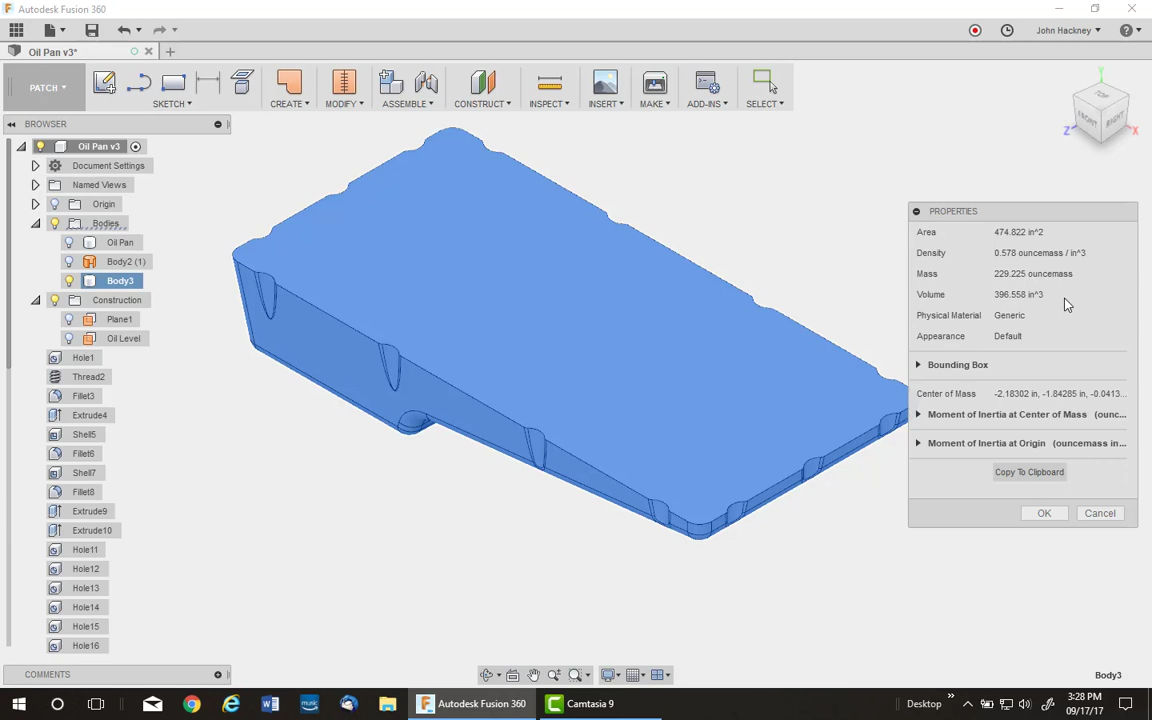 Autodesk Fusion 360
John Hackney
Oil Pan v3*
PATCH
SKETCH
CREATE
MODIFY
ASSEMBLE
CONSTRUCT
INSPECT
INSERT
MAKE
ADD-INS
SELECT
BROWSER
Oil Pan v3
Document Settings
Named Views
Origin
Bodies
Oil Pan
Body2 (1)
Body3
Construction
Plane1
Oil Level
Hole1
Thread2
Fillet3
Extrude4
Shell5
Fillet6
Shell7
Fillet8
Extrude9
Extrude10
Hole11
Hole12
Hole13
Hole14
Hole15
Hole16
COMMENTS
TOP
FRONT
RIGHT
Y
Z
X
PROPERTIES
Area 474.822 in^2
Density 0.578 ouncemass / in^3
Mass 229.225 ouncemass
Volume 396.558 in^3
Physical Material Generic
Appearance Default
Bounding Box
Center of Mass -2.18302 in, -1.84285 in, -0.0413...
Moment of Inertia at Center of Mass (ounc...
Moment of Inertia at Origin (ouncemass in...
Copy To Clipboard
OK Cancel
Body3
Autodesk Fusion 360
Camtasia 9
Desktop
3:28 PM
09/17/17